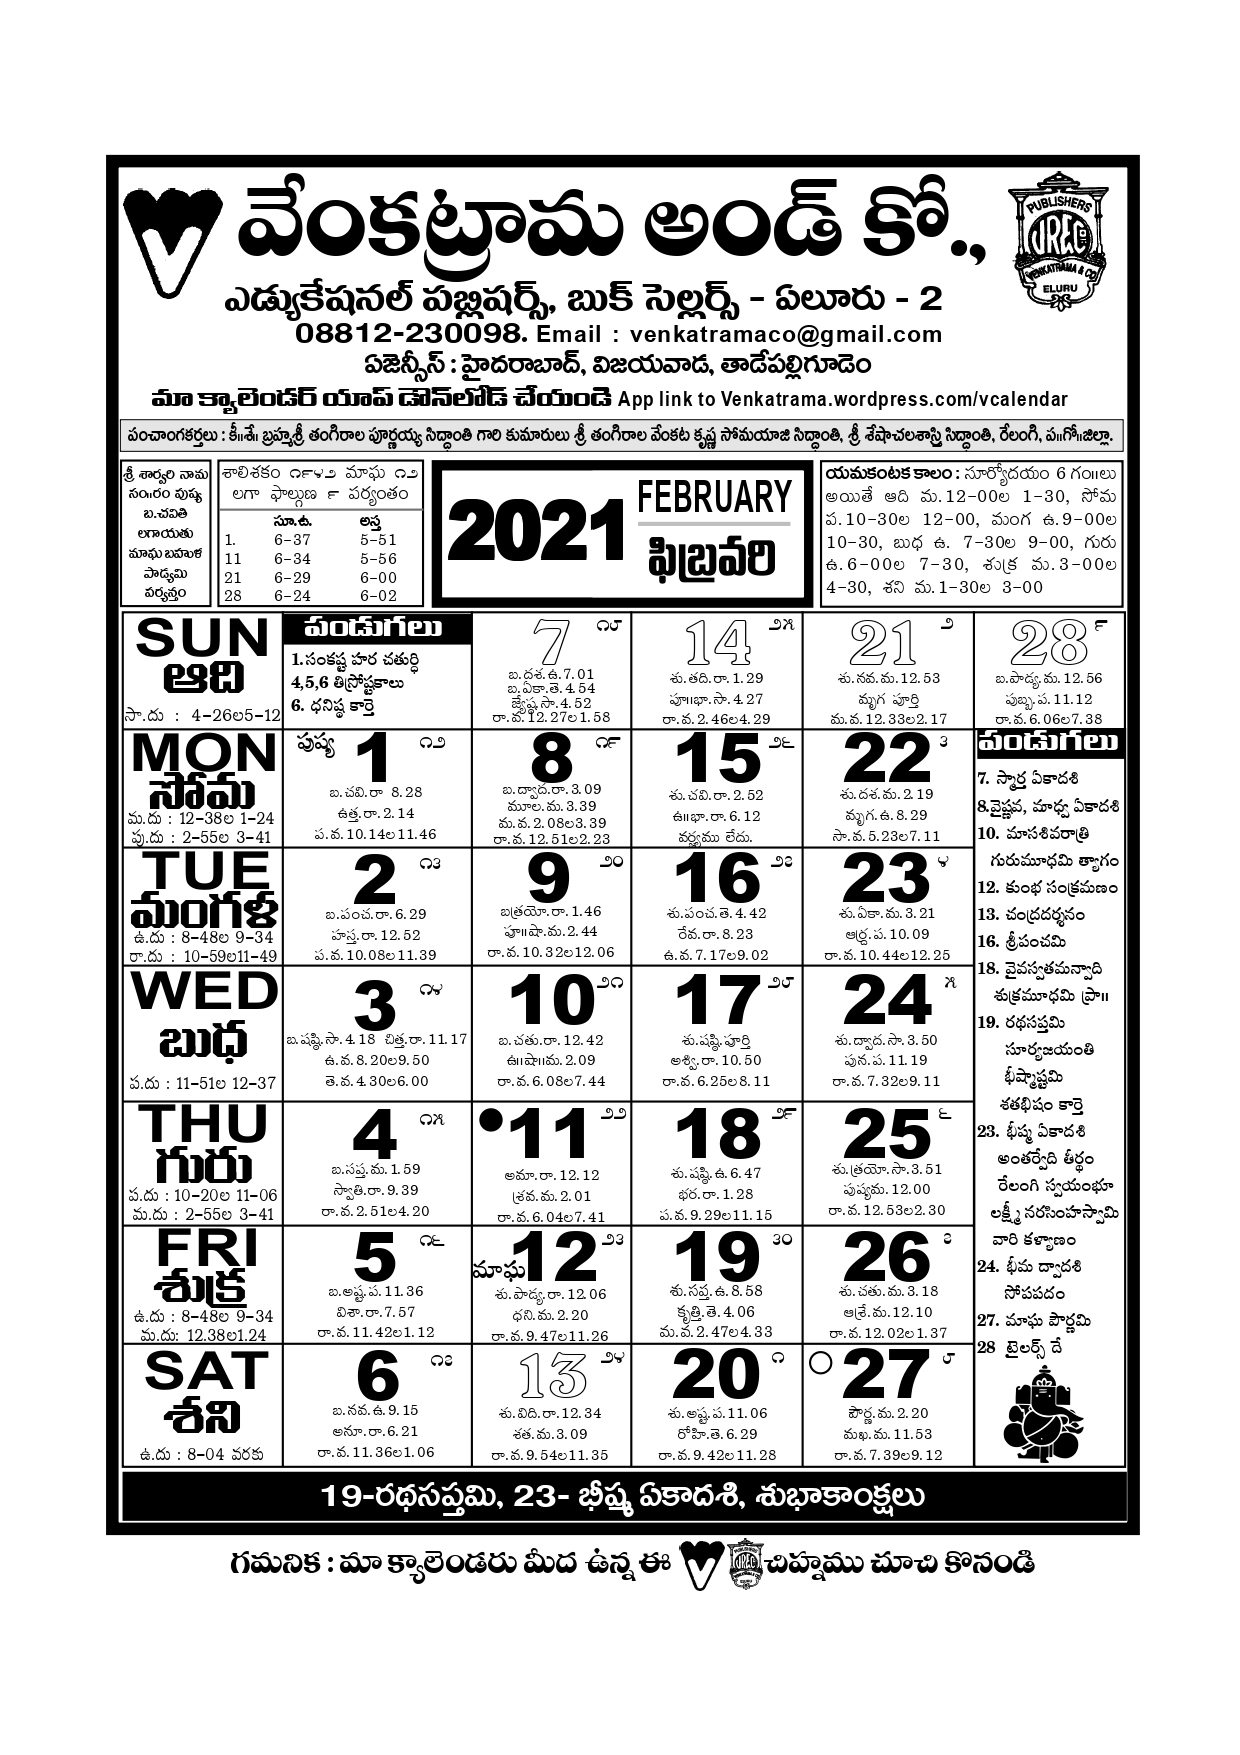 వేంకట్రామ అండ్ కో.,
PUBLISHERS
VREC
VENKATRAMA & CO
ELURU
ఎడ్యుకేషనల్ పబ్లిషర్స్, బుక్ సెల్లర్స్ - ఏలూరు - 2
08812-230098. Email : venkatramaco@gmail.com
ఏజెన్సీస్ : హైదరాబాద్, విజయవాడ, తాడేపల్లిగూడెం
మా క్యాలెండర్ యాప్ డౌన్‌లోడ్ చేయండి App link to Venkatrama.wordpress.com/vcalendar
పంచాంగకర్తలు : కీ॥శే॥ బ్రహ్మశ్రీ తంగిరాల పూర్ణయ్య సిద్ధాంతి గారి కుమారులు శ్రీ తంగిరాల వేంకట కృష్ణ సోమయాజి సిద్ధాంతి, శ్రీ శేషాచలశాస్త్రి సిద్ధాంతి, రేలంగి, ప॥గో॥జిల్లా.
శ్రీ శార్వరి నామ
సం॥రం పుష్య
బ.చవితి
లగాయతు
మాఘ బహుళ
పాడ్యమి
పర్యన్తం
శాలిశకం ౧౯౪౨ మాఘ ౧౨
లగా ఫాల్గుణ ౯ పర్యంతం
సూ.ఉ. అస్త
1. 6-37 5-51
11 6-34 5-56
21 6-29 6-00
28 6-24 6-02
2021
FEBRUARY
ఫిబ్రవరి
యమకంటక కాలం : సూర్యోదయం 6 గం॥లు
అయితే ఆది మ.12-00ల 1-30, సోమ
ప.10-30ల 12-00, మంగ ఉ.9-00ల
10-30, బుధ ఉ. 7-30ల 9-00, గురు
ఉ.6-00ల 7-30, శుక్ర మ.3-00ల
4-30, శని మ.1-30ల 3-00
SUN
ఆది
సా.దు : 4-26ల5-12
పండుగలు
1.సంకష్ట హర చతుర్థి
4,5,6 తిస్రోష్టకాలు
6. ధనిష్ఠ కార్తె
7 ౧౮
బ.దశ.ఉ.7.01
బ.ఏకా.తె.4.54
జ్యేష్ఠ.సా.4.52
రా.వ.12.27ల1.58
14 ౨౫
శు.తది.రా.1.29
పూ॥భా.సా.4.27
రా.వ.2.46ల4.29
21 ౨
శు.నవ.మ.12.53
మృగ పూర్తి
మ.వ.12.33ల2.17
28 ౯
బ.పాడ్య.మ.12.56
పుబ్బ.ప.11.12
రా.వ.6.06ల7.38
MON
సోమ
మ.దు : 12-38ల 1-24
పు.దు : 2-55ల 3-41
పుష్య 1 ౧౨
బ.చవి.రా 8.28
ఉత్త.రా.2.14
ప.వ.10.14ల11.46
8 ౧౯
బ.ద్వాద.రా.3.09
మూల.మ.3.39
మ.వ.2.08ల3.39
రా.వ.12.51ల2.23
15 ౨౬
శు.చవి.రా.2.52
ఉ॥భా.రా.6.12
వర్జ్యము లేదు.
22 ౩
శు.దశ.మ.2.19
మృగ.ఉ.8.29
సా.వ.5.23ల7.11
TUE
మంగళ
ఉ.దు : 8-48ల 9-34
రా.దు : 10-59ల11-49
2 ౧౩
బ.పంచ.రా.6.29
హస్త.రా.12.52
ప.వ.10.08ల11.39
9 ౨౦
బత్రయో.రా.1.46
పూ॥షా.మ.2.44
రా.వ.10.32ల12.06
16 ౨౭
శు.పంచ.తె.4.42
రేవ.రా.8.23
ఉ.వ.7.17ల9.02
23 ౪
శు.ఏకా.మ.3.21
ఆర్ద్ర.ప.10.09
రా.వ.10.44ల12.25
WED
బుధ
ప.దు : 11-51ల 12-37
3 ౧౪
బ.షష్ఠి.సా.4.18 చిత్త.రా.11.17
ఉ.వ.8.20ల9.50
తె.వ.4.30ల6.00
10 ౨౧
బ.చతు.రా.12.42
ఉ॥షా॥మ.2.09
రా.వ.6.08ల7.44
17 ౨౮
శు.షష్ఠి.పూర్తి
అశ్వి.రా.10.50
రా.వ.6.25ల8.11
24 ౫
శు.ద్వాద.సా.3.50
పున.ప.11.19
రా.వ.7.32ల9.11
THU
గురు
ప.దు : 10-20ల 11-06
మ.దు : 2-55ల 3-41
4 ౧౫
బ.సప్త.మ.1.59
స్వాతి.రా.9.39
రా.వ.2.51ల4.20
11 ౨౨
అమా.రా.12.12
శ్రవ.మ.2.01
రా.వ.6.04ల7.41
18 ౨౯
శు.షష్ఠి.ఉ.6.47
భర.రా.1.28
ప.వ.9.29ల11.15
25 ౬
శు.త్రయో.సా.3.51
పుష్యమ.12.00
రా.వ.12.53ల2.30
FRI
శుక్ర
ఉ.దు : 8-48ల 9-34
మ.దు: 12.38ల1.24
5 ౧౬
బ.అష్ట.ప.11.36
విశా.రా.7.57
రా.వ.11.42ల1.12
మాఘ 12 ౨౩
శు.పాడ్య.రా.12.06
ధని.మ.2.20
రా.వ.9.47ల11.26
19 ౩౦
శు.సప్త.ఉ.8.58
కృత్తి.తె.4.06
మ.వ.2.47ల4.33
26 ౭
శు.చతు.మ.3.18
ఆశ్రే.మ.12.10
రా.వ.12.02ల1.37
SAT
శని
ఉ.దు : 8-04 వరకు
6 ౧౭
బ.నవ.ఉ.9.15
అనూ.రా.6.21
రా.వ.11.36ల1.06
13 ౨౪
శు.విది.రా.12.34
శత.మ.3.09
రా.వ.9.54ల11.35
20 ౧
శు.అష్ట.ప.11.06
రోహి.తె.6.29
రా.వ.9.42ల11.28
27 ౮
పౌర్ణ.మ.2.20
మఖ.మ.11.53
రా.వ.7.39ల9.12
పండుగలు
7. స్మార్త ఏకాదశి
8.వైష్ణవ, మాధ్వ ఏకాదశి
10. మాసశివరాత్రి
గురుమూఢమి త్యాగం
12. కుంభ సంక్రమణం
13. చంద్రదర్శనం
16. శ్రీపంచమి
18. వైవస్వతమన్వాది
శుక్రమూఢమి ప్రా॥
19. రథసప్తమి
సూర్యజయంతి
భీష్మాష్టమి
శతభిషం కార్తె
23. భీష్మ ఏకాదశి
అంతర్వేది తీర్థం
రేలంగి స్వయంభూ
లక్ష్మీ నరసింహస్వామి
వారి కళ్యాణం
24. భీమ ద్వాదశి
సోపపదం
27. మాఘ పౌర్ణమి
28 టైలర్స్ డే
19-రథసప్తమి, 23- భీష్మ ఏకాదశి, శుభాకాంక్షలు
గమనిక : మా క్యాలెండరు మీద ఉన్న ఈ చిహ్నము చూచి కొనండి